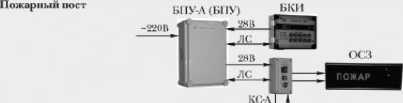 Пожарный пост
БПУ-А (БПУ)
БКИ
~220В
28В
ЛС
ОСЗ
28В
ЛС
ПОЖАР
КС-А